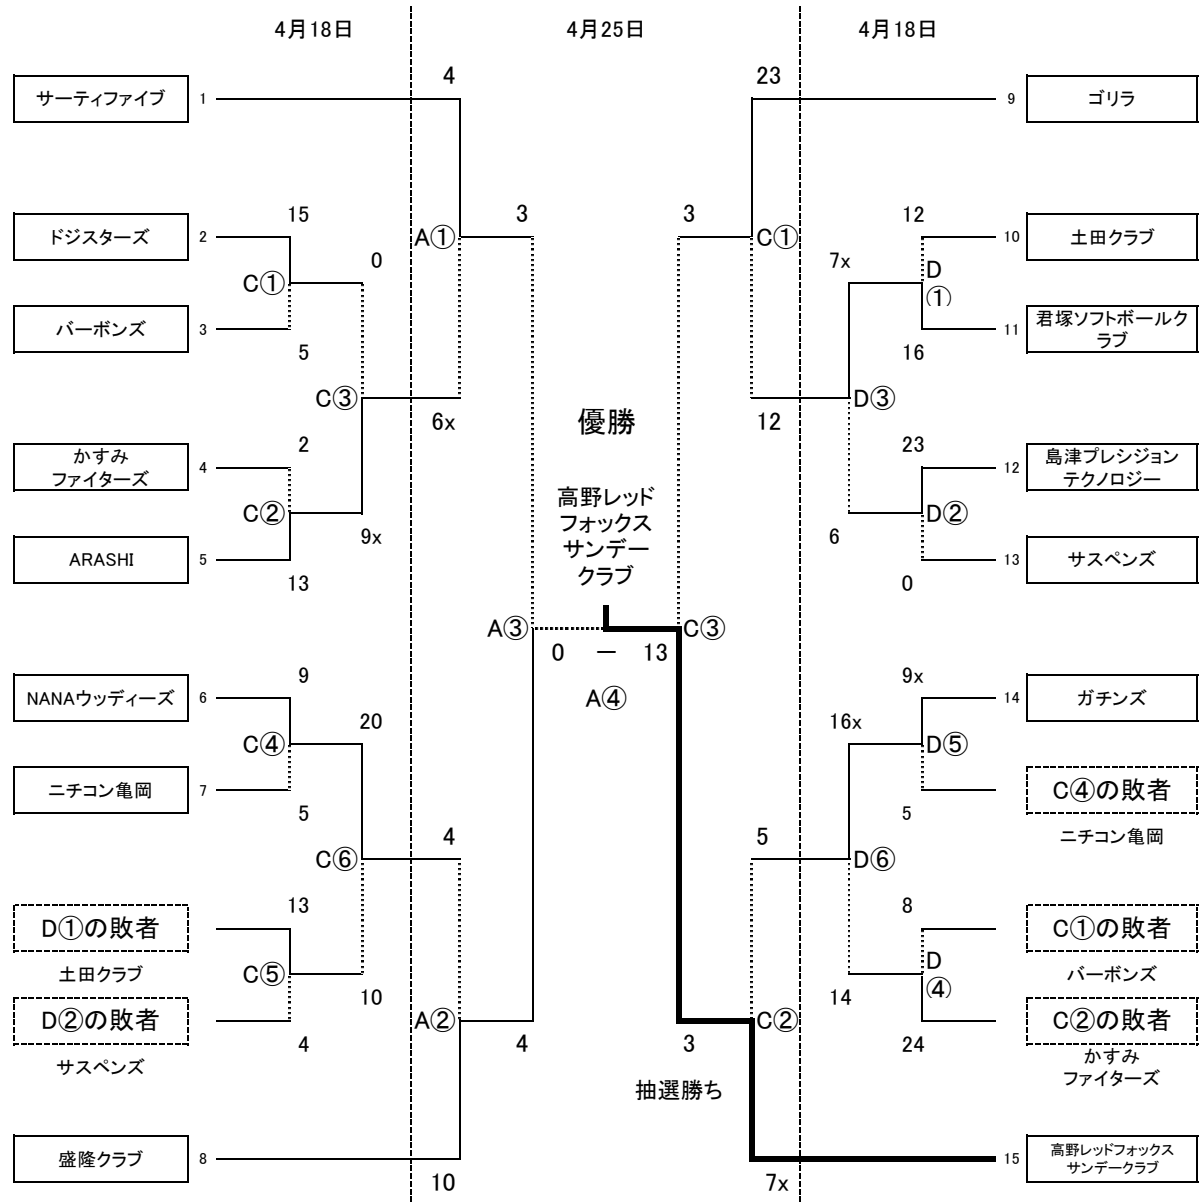 4月18日 4月25日 4月18日
4 23
サーティファイブ 1 9 ゴリラ
15 3 3 12
ドジスターズ 2 A① C① 10 土田クラブ
0 7x
C① D
①
バーボンズ 3 11 君塚ソフトボールク
ラブ
5 16
C③ D③
6x 優勝 12
2 23
かすみ
ファイターズ 4 12 島津プレシジョン
テクノロジー
高野レッド
フォックス
サンデー
クラブ
C② D②
9x 6
ARASHI 5 13 サスペンズ
13 0
A③ C③
0 － 13
9 A④ 9x
NANAウッディーズ 6 14 ガチンズ
20 16x
C④ D⑤
ニチコン亀岡 7 C④の敗者
5 5
ニチコン亀岡
4 5
C⑥ D⑥
13 8
D①の敗者 C①の敗者
土田クラブ バーボンズ
C⑤ D
④
10 14
D②の敗者 A② C② C②の敗者
4 4 3 24
サスペンズ かすみ
ファイターズ
抽選勝ち
盛隆クラブ 8 15 高野レッドフォックス
サンデークラブ
10 7x